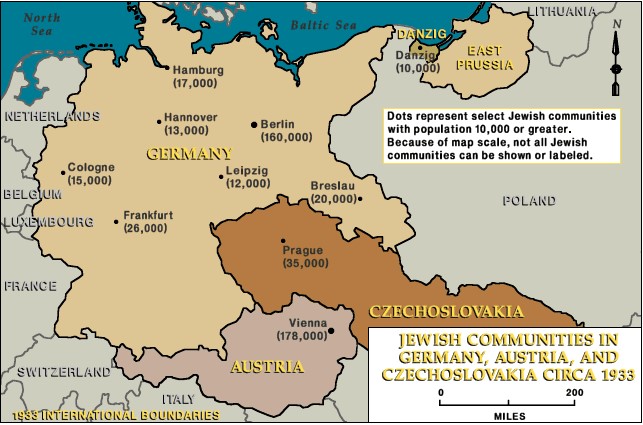 North
Sea
Baltic Sea
LITHUANIA
DANZIG
Danzig
(10,000)
EAST
PRUSSIA
N
Hamburg
(17,000)
NETHERLANDS
Hannover
(13,000)
Berlin
(160,000)
Dots represent select Jewish communities
with population 10,000 or greater.
Because of map scale, not all Jewish
communities can be shown or labeled.
GERMANY
Cologne
(15,000)
Leipzig
(12,000)
Breslau
(20,000)
BELGIUM
POLAND
LUXEMBOURG
Frankfurt
(26,000)
Prague
(35,000)
FRANCE
CZECHOSLOVAKIA
Vienna
(178,000)
AUSTRIA
SWITZERLAND
ITALY
JEWISH COMMUNITIES IN
GERMANY, AUSTRIA, AND
CZECHOSLOVAKIA CIRCA 1933
0 100 200
MILES
1933 INTERNATIONAL BOUNDARIES